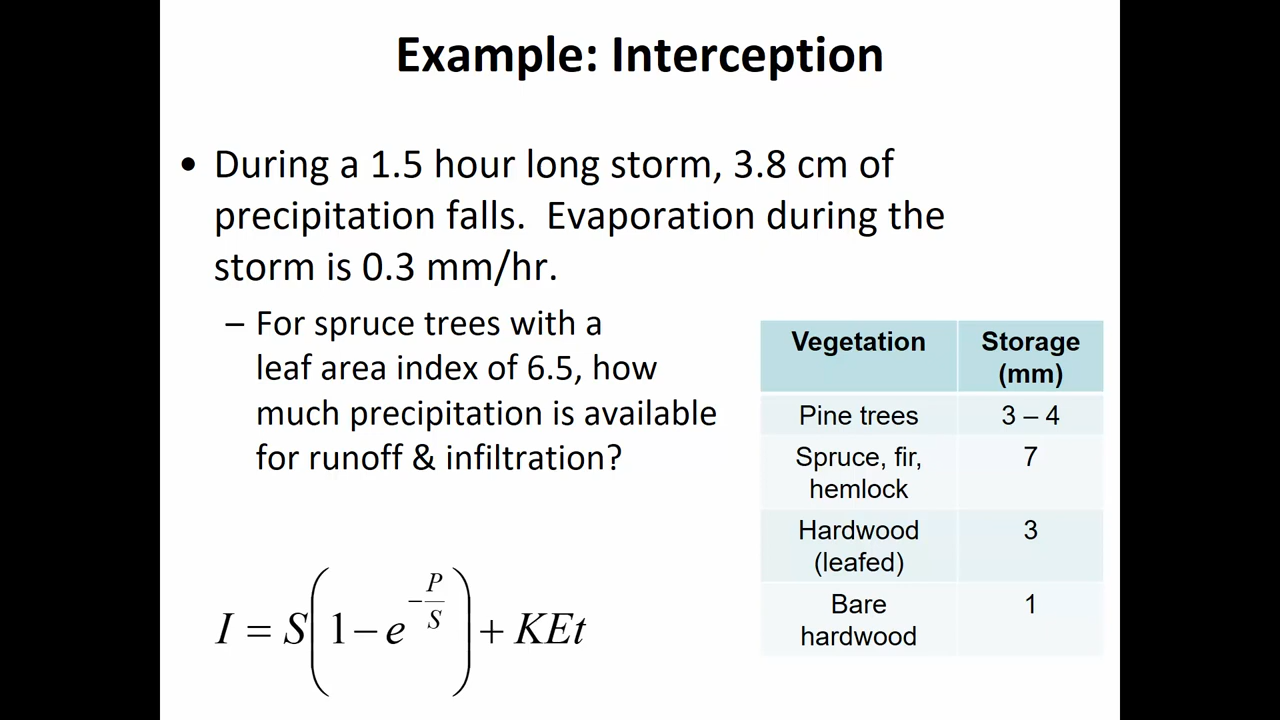 Example: Interception
• During a 1.5 hour long storm, 3.8 cm of
precipitation falls.  Evaporation during the
storm is 0.3 mm/hr.
– For spruce trees with a
leaf area index of 6.5, how
much precipitation is available
for runoff & infiltration?
Vegetation Storage
(mm)
Pine trees 3 – 4
Spruce, fir, 7
hemlock
Hardwood 3
(leafed)
Bare 1
hardwood
I = S(1 − e^(−P/S)) + KEt